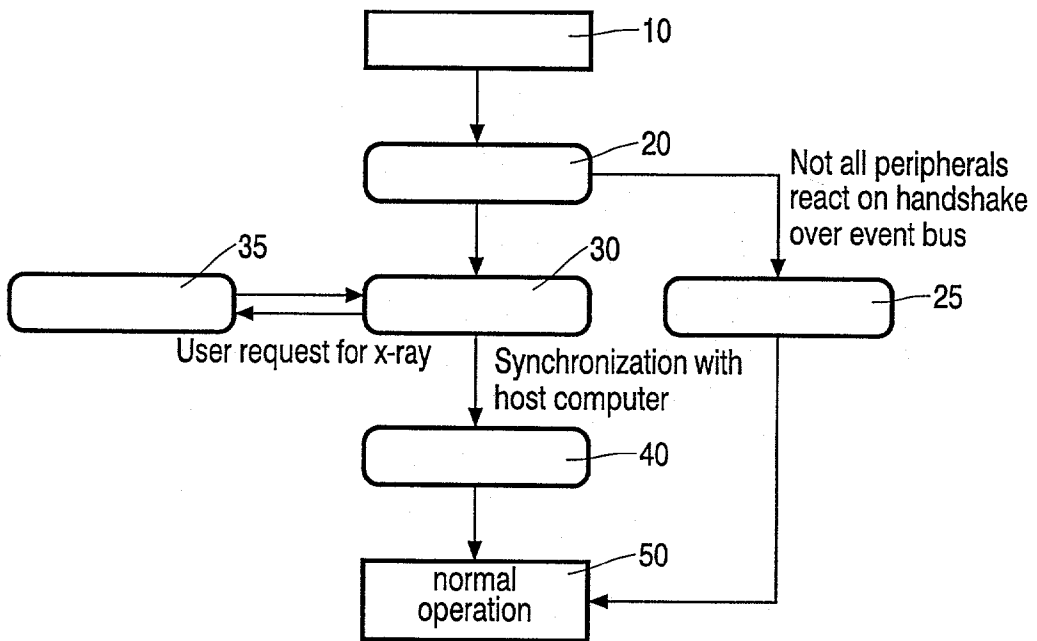 10
20
Not all peripherals
react on handshake
over event bus
35
30
25
User request for x-ray
Synchronization with
host computer
40
50
normal
operation